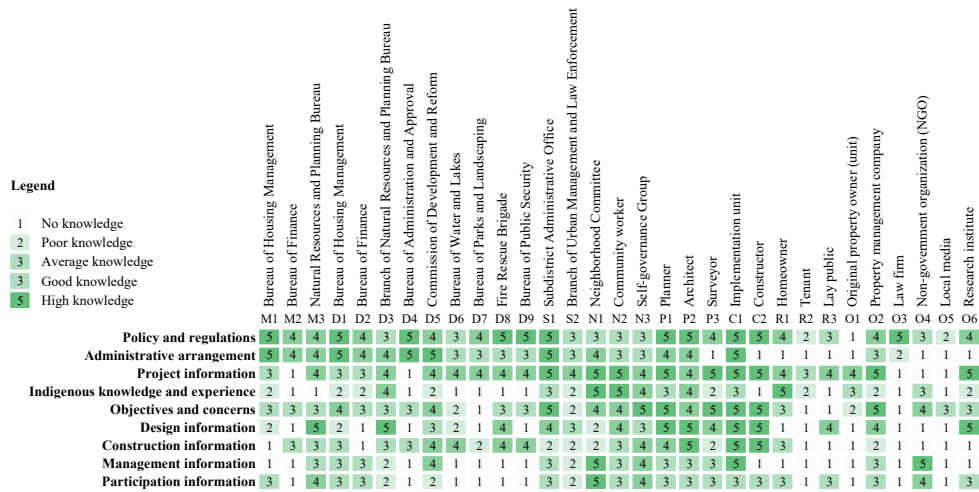 Legend
1 No knowledge
2 Poor knowledge
3 Average knowledge
3 Good knowledge
5 High knowledge
Bureau of Housing Management
Bureau of Finance
Natural Resources and Planning Bureau
Bureau of Housing Management
Bureau of Finance
Branch of Natural Resources and Planning Bureau
Bureau of Administration and Approval
Commission of Development and Reform
Bureau of Water and Lakes
Bureau of Parks and Landscaping
Fire Rescue Brigade
Bureau of Public Security
Subdistrict Administrative Office
Branch of Urban Management and Law Enforcement
Neighborhood Committee
Community worker
Self-governance Group
Planner
Architect
Surveyor
Implementation unit
Constructor
Homeowner
Tenant
Lay public
Original property owner (unit)
Property management company
Law firm
Non-government organization (NGO)
Local media
Research institute
M1 M2 M3 D1 D2 D3 D4 D5 D6 D7 D8 D9 S1 S2 N1 N2 N3 P1 P2 P3 C1 C2 R1 R2 R3 O1 O2 O3 O4 O5 O6
Policy and regulations 5 4 4 5 4 3 5 4 3 4 5 5 5 3 3 3 3 5 5 4 5 5 4 2 3 1 4 5 3 2 4
Administrative arrangement 5 4 4 5 4 4 5 5 3 3 3 3 5 3 4 3 3 4 4 1 5 1 1 1 1 1 3 2 1 1 1
Project information 3 1 4 3 3 4 1 4 4 4 4 4 5 4 5 4 4 5 5 4 5 5 4 3 4 4 5 1 1 1 5
Indigenous knowledge and experience 2 1 1 2 2 4 1 2 1 1 1 1 3 2 5 5 4 3 4 2 3 1 5 3 1 3 2 1 3 1 2
Objectives and concerns 3 3 3 4 3 3 3 4 2 1 3 3 5 2 4 4 5 5 4 5 5 5 3 1 1 2 5 1 4 3 3
Design information 2 1 5 2 1 5 1 3 2 1 4 1 4 2 2 4 3 5 5 4 5 5 1 1 4 1 4 1 1 1 5
Construction information 1 3 3 3 1 3 3 4 4 2 4 4 3 2 2 3 4 4 5 2 5 5 3 1 1 1 2 1 1 1 1
Management information 1 1 3 3 3 2 1 4 1 1 1 1 3 2 5 3 4 3 3 3 5 1 1 1 1 1 3 1 5 1 1
Participation information 3 1 4 3 3 2 1 2 1 1 1 1 3 2 5 3 4 3 3 3 3 3 3 1 3 1 3 1 4 1 3